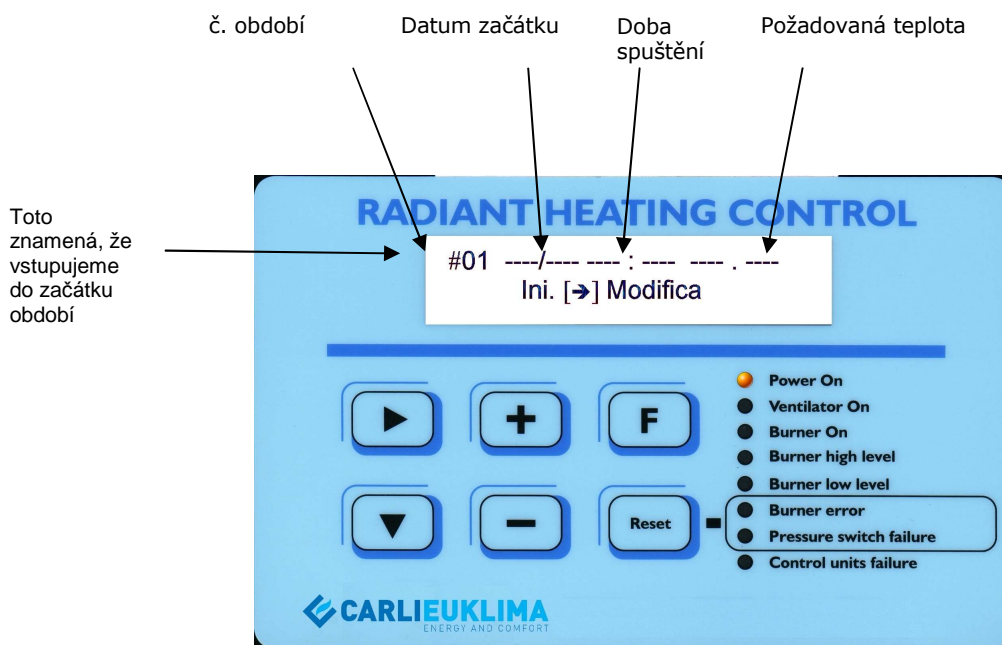 č. období
Datum začátku
Doba
spuštění
Požadovaná teplota
Toto
znamená, že
vstupujeme
do začátku
období
RADIANT HEATING CONTROL
#01 ----/---- ---- : ---- ---- . ----
Ini. [➔] Modifica
Power On
Ventilator On
Burner On
Burner high level
Burner low level
Burner error
Pressure switch failure
Control units failure
+
F
-
Reset
CARLIEUKLIMA
ENERGY AND COMFORT